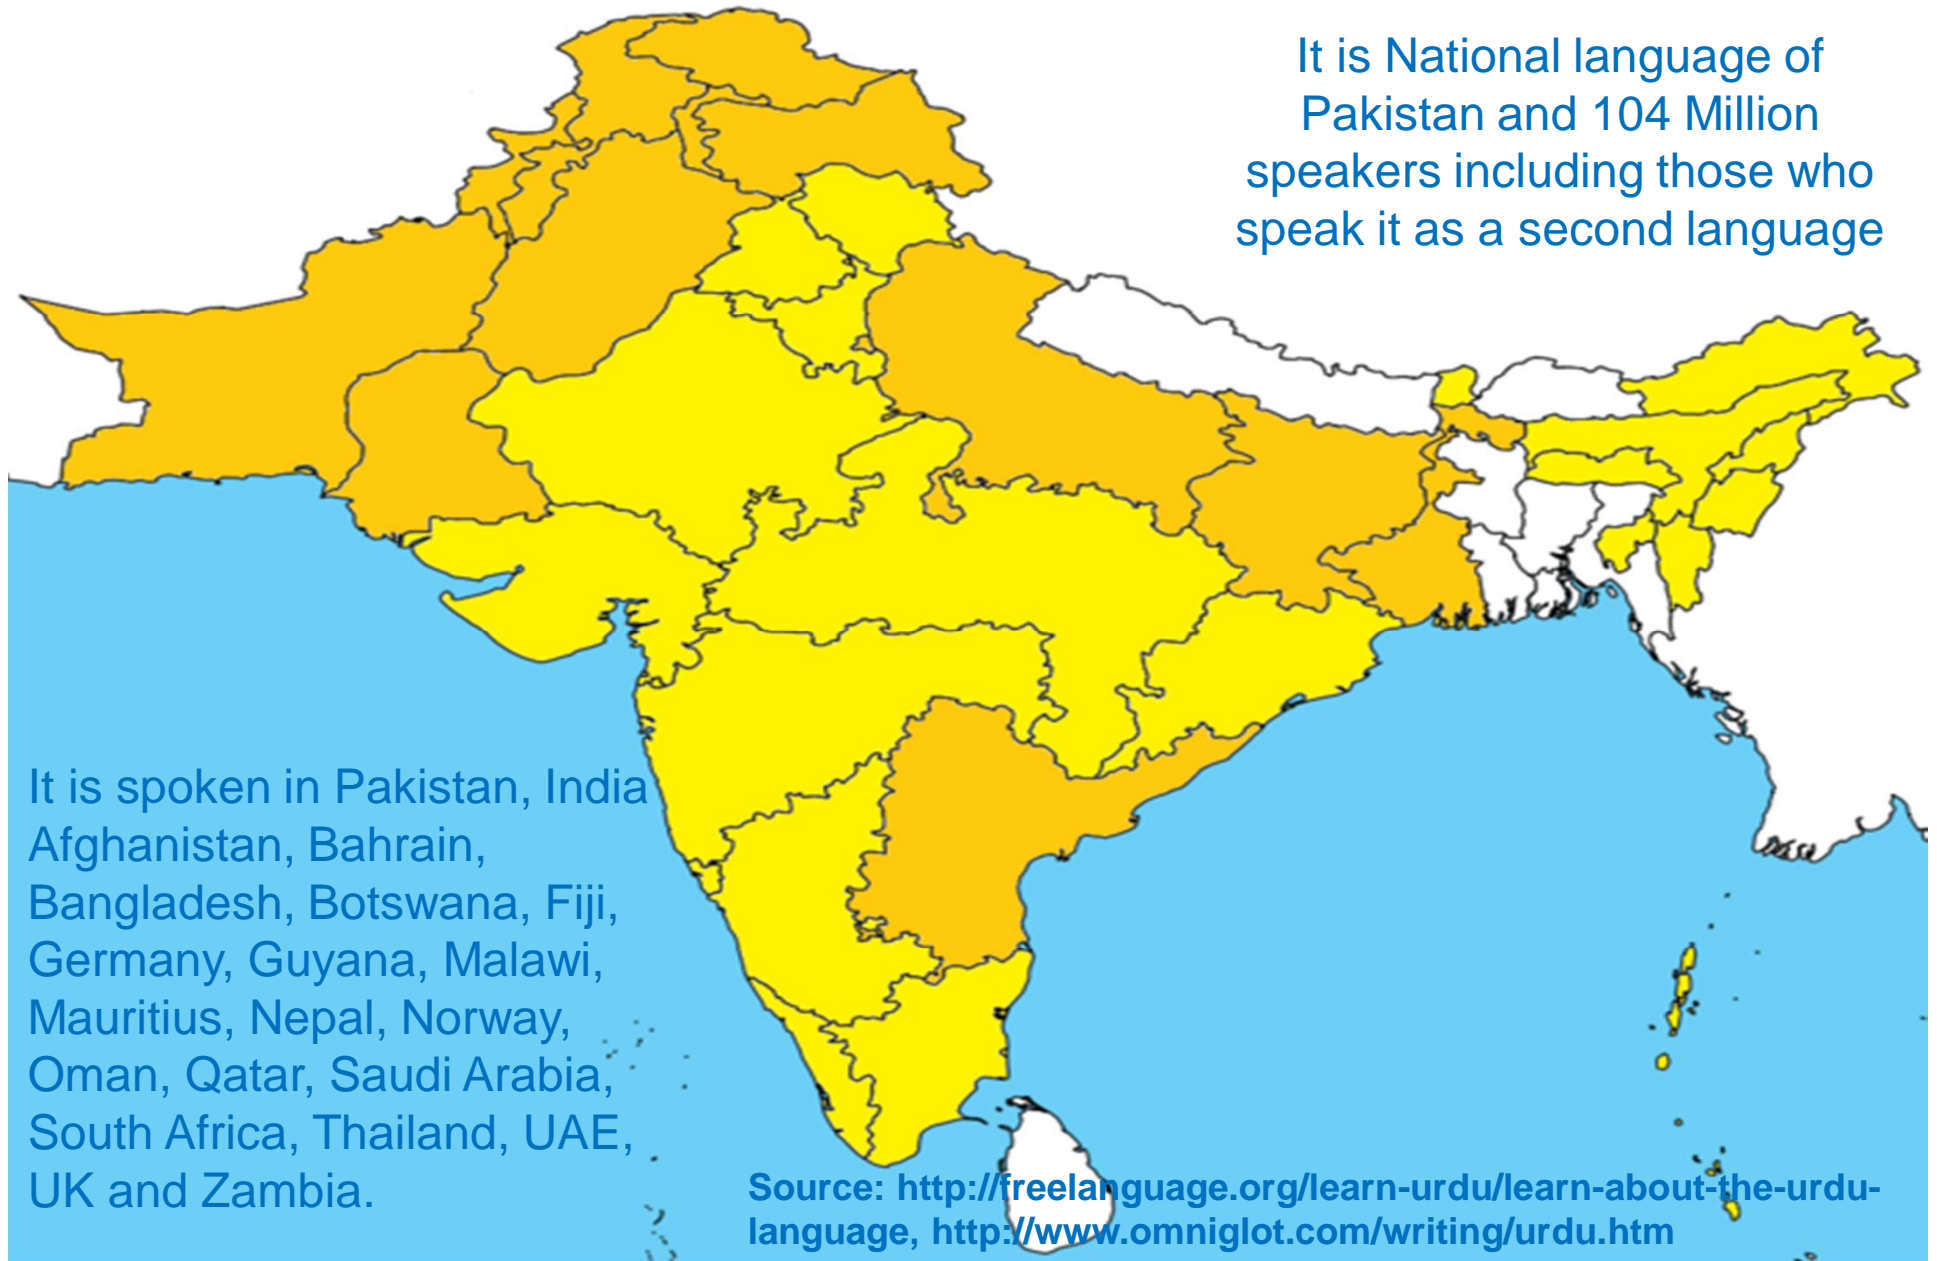 It is National language of
Pakistan and 104 Million
speakers including those who
speak it as a second language
It is spoken in Pakistan, India
Afghanistan, Bahrain,
Bangladesh, Botswana, Fiji,
Germany, Guyana, Malawi,
Mauritius, Nepal, Norway,
Oman, Qatar, Saudi Arabia,
South Africa, Thailand, UAE,
UK and Zambia.
Source: http://freelanguage.org/learn-urdu/learn-about-the-urdu-
language, http://www.omniglot.com/writing/urdu.htm